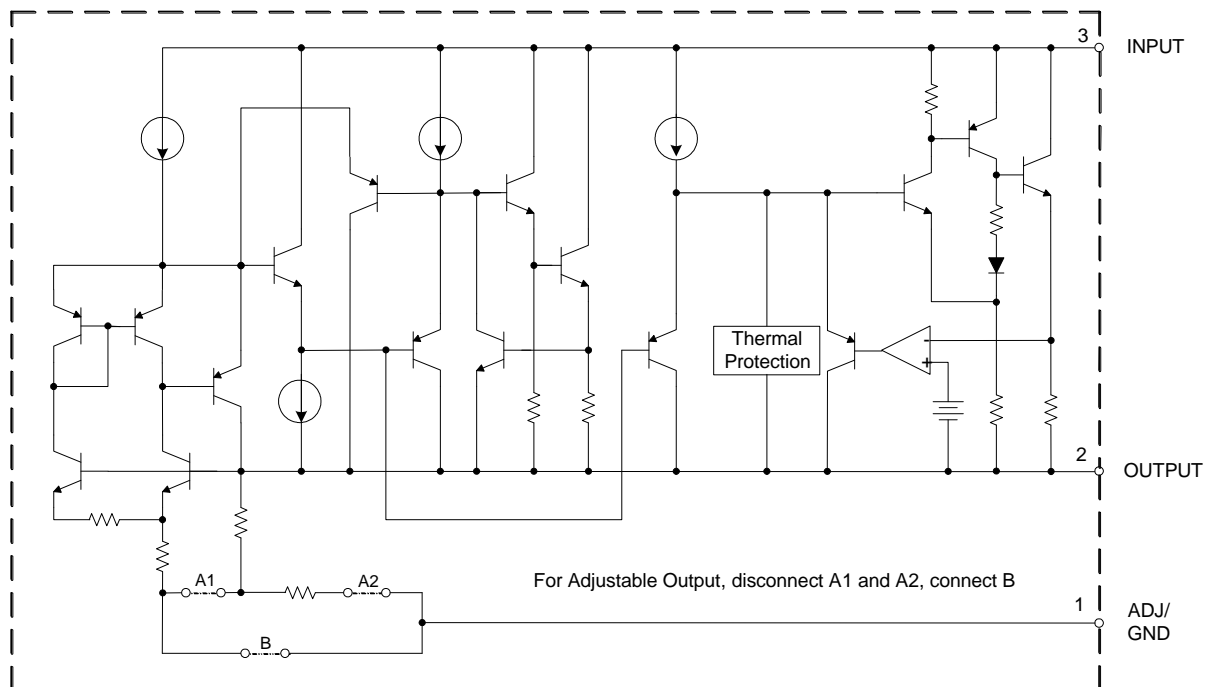 3
INPUT
Thermal
Protection
-
+
2
OUTPUT
A1
A2
For Adjustable Output, disconnect A1 and A2, connect B
1
ADJ/
GND
B